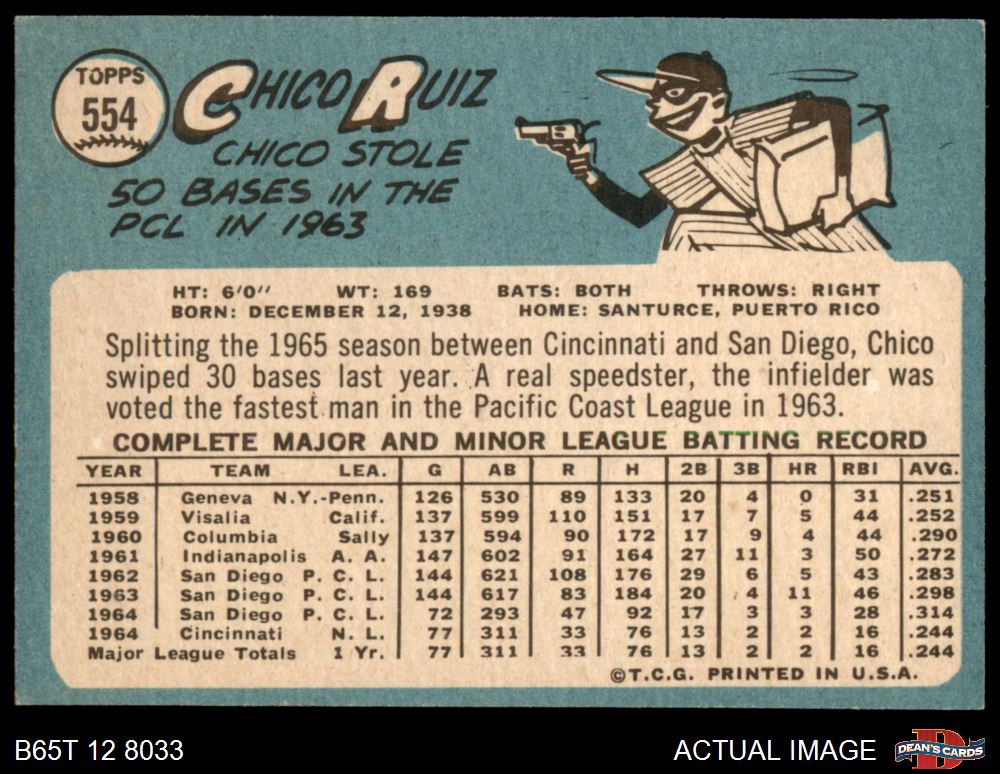 TOPPS
554
CHICO RUIZ
CHICO STOLE
50 BASES IN THE
PCL IN 1963
HT: 6'0" WT: 169 BATS: BOTH THROWS: RIGHT
BORN: DECEMBER 12, 1938 HOME: SANTURCE, PUERTO RICO
Splitting the 1965 season between Cincinnati and San Diego, Chico
swiped 30 bases last year. A real speedster, the infielder was
voted the fastest man in the Pacific Coast League in 1963.
COMPLETE MAJOR AND MINOR LEAGUE BATTING RECORD
YEAR TEAM LEA. G AB R H 2B 3B HR RBI AVG.
1958 Geneva N.Y.-Penn. 126 530 89 133 20 4 0 31 .251
1959 Visalia Calif. 137 599 110 151 17 7 5 44 .252
1960 Columbia Sally 137 594 90 172 17 9 4 44 .290
1961 Indianapolis A. A. 147 602 91 164 27 11 3 50 .272
1962 San Diego P. C. L. 144 621 108 176 29 6 5 43 .283
1963 San Diego P. C. L. 144 617 83 184 20 4 11 46 .298
1964 San Diego P. C. L. 72 293 47 92 17 3 3 28 .314
1964 Cincinnati N. L. 77 311 33 76 13 2 2 16 .244
Major League Totals 1 Yr. 77 311 33 76 13 2 2 16 .244
©T.C.G. PRINTED IN U.S.A.
B65T 12 8033 ACTUAL IMAGE DEAN'S CARDS